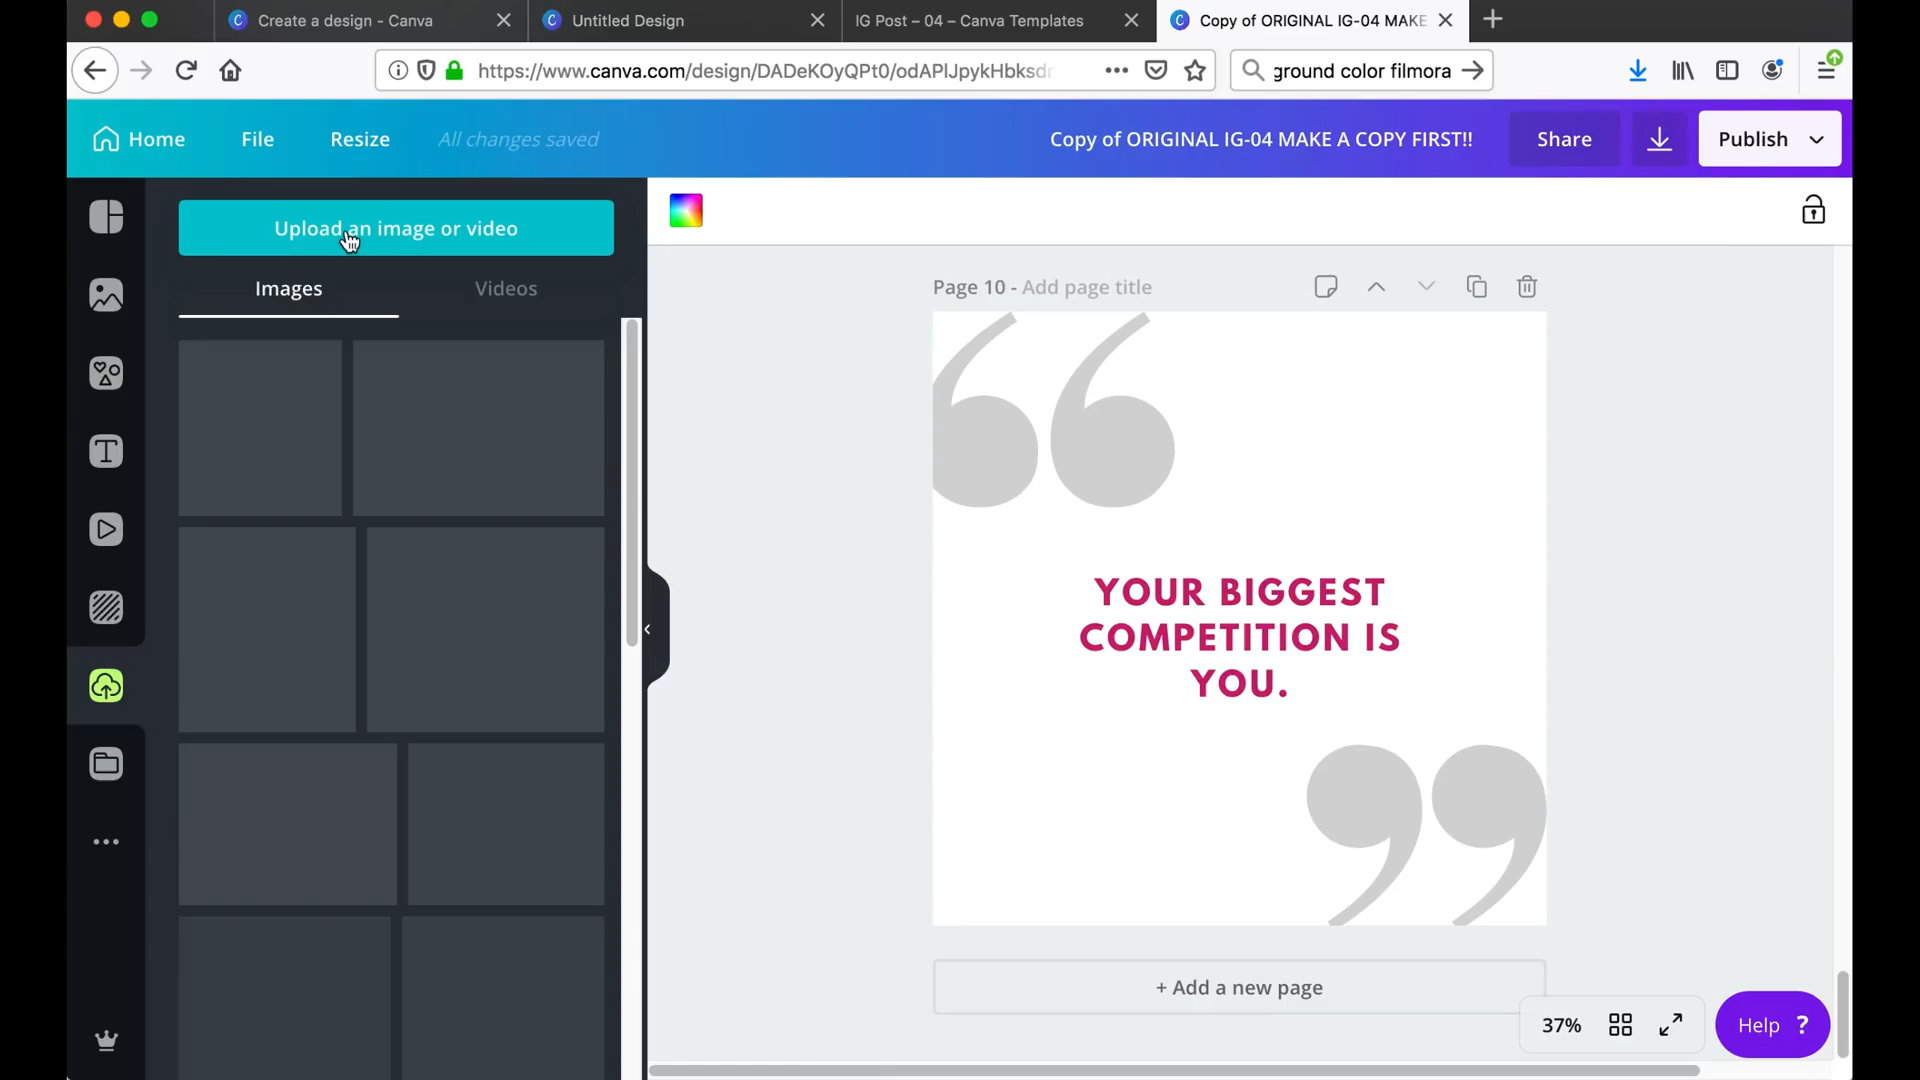 Create a design - Canva
Untitled Design
IG Post – 04 – Canva Templates
Copy of ORIGINAL IG-04 MAKE
https://www.canva.com/design/DADeKOyQPt0/odAPlJpykHbksdr
ground color filmora
Home
File
Resize
All changes saved
Copy of ORIGINAL IG-04 MAKE A COPY FIRST!!
Share
Publish
Upload an image or video
Images
Videos
Page 10 - Add page title
“
YOUR BIGGEST
COMPETITION IS
YOU.
”
+ Add a new page
37%
Help ?